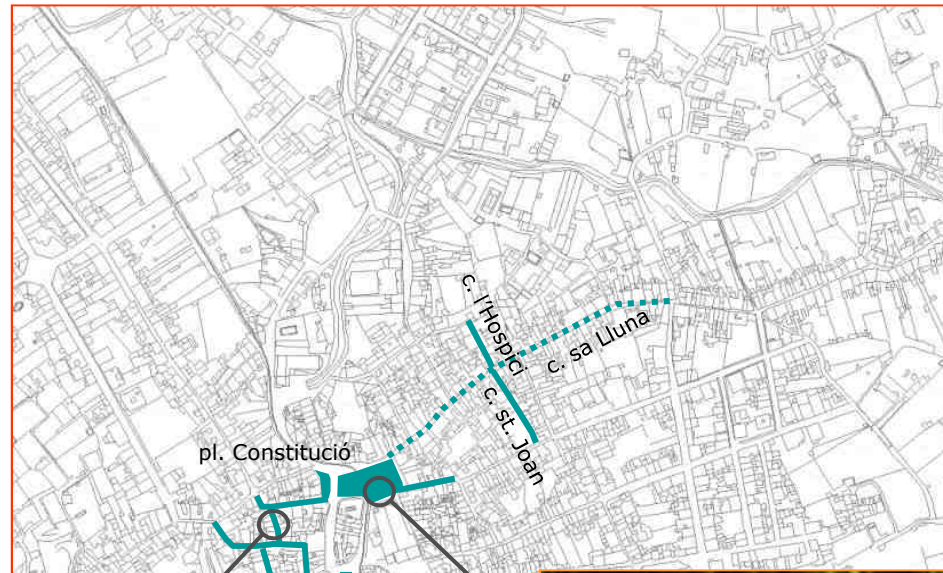 c. l'Hospici
c. sa Lluna
c. st. Joan
pl. Constitució